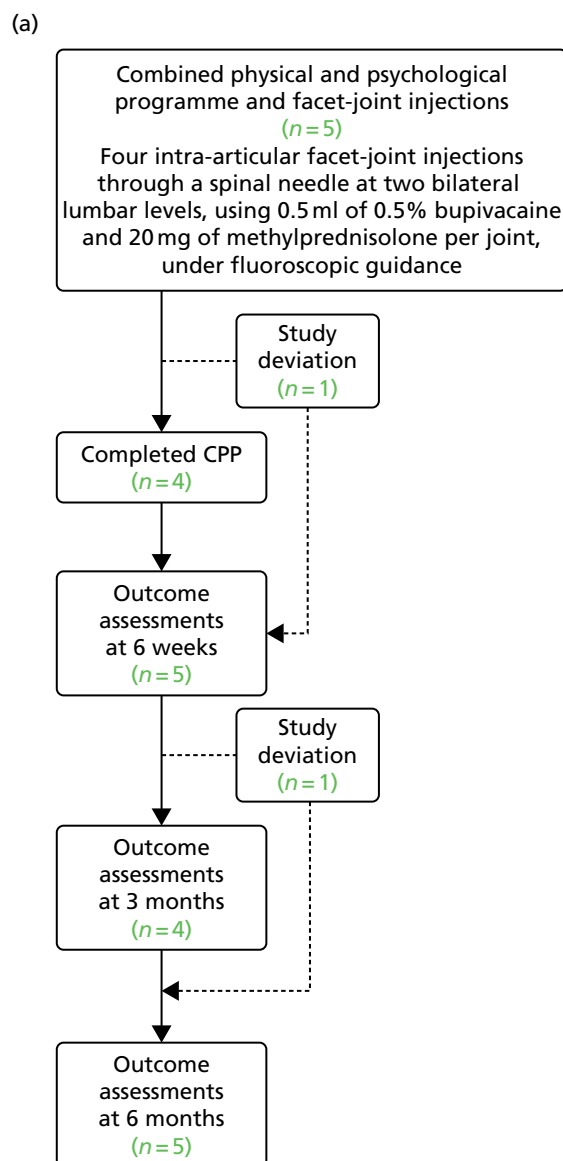 (a)
Combined physical and psychological
programme and facet-joint injections
(n=5)
Four intra-articular facet-joint injections
through a spinal needle at two bilateral
lumbar levels, using 0.5 ml of 0.5% bupivacaine
and 20 mg of methylprednisolone per joint,
under fluoroscopic guidance
Study
deviation
(n=1)
Completed CPP
(n=4)
Outcome
assessments
at 6 weeks
(n=5)
Study
deviation
(n=1)
Outcome
assessments
at 3 months
(n=4)
Outcome
assessments
at 6 months
(n=5)